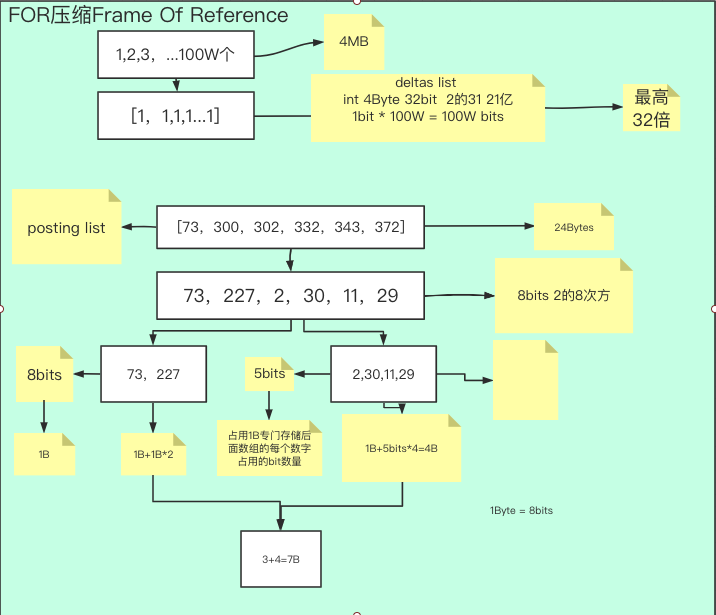 FOR压缩Frame Of Reference
1,2,3，...100W个
4MB
[1，1,1,1...1]
deltas list
int 4Byte 32bit 2的31 21亿
1bit * 100W = 100W bits
最高
32倍
posting list
[73，300，302，332，343，372]
24Bytes
73，227，2，30，11，29
8bits 2的8次方
8bits
73，227
5bits
2,30,11,29
1B
1B+1B*2
占用1B专门存储后
面数组的每个数字
占用的bit数量
1B+5bits*4=4B
1Byte = 8bits
3+4=7B